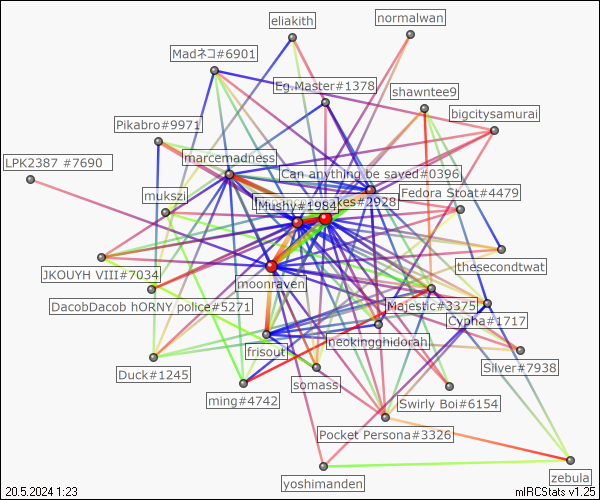 eliakith
normalwan
Madネコ#6901
Eg.Master#1378
shawntee9
bigcitysamurai
Pikabro#9971
LPK2387 #7690
marcemadness
Can anything be saved#0396
Fedora Stoat#4479
mukszi
Mushy#1984
kes#2928
thesecondtwat
JKOUYH VIII#7034
moonraven
DacobDacobhORNY police#5271
Majestic#3375
Cypha#1717
neokingghidorah
frisout
Silver#7938
Duck#1245
somass
ming#4742
Swirly Boi#6154
Pocket Persona#3326
zebula
yoshimanden
20.5.2024 1:23
mIRCStats v1.25